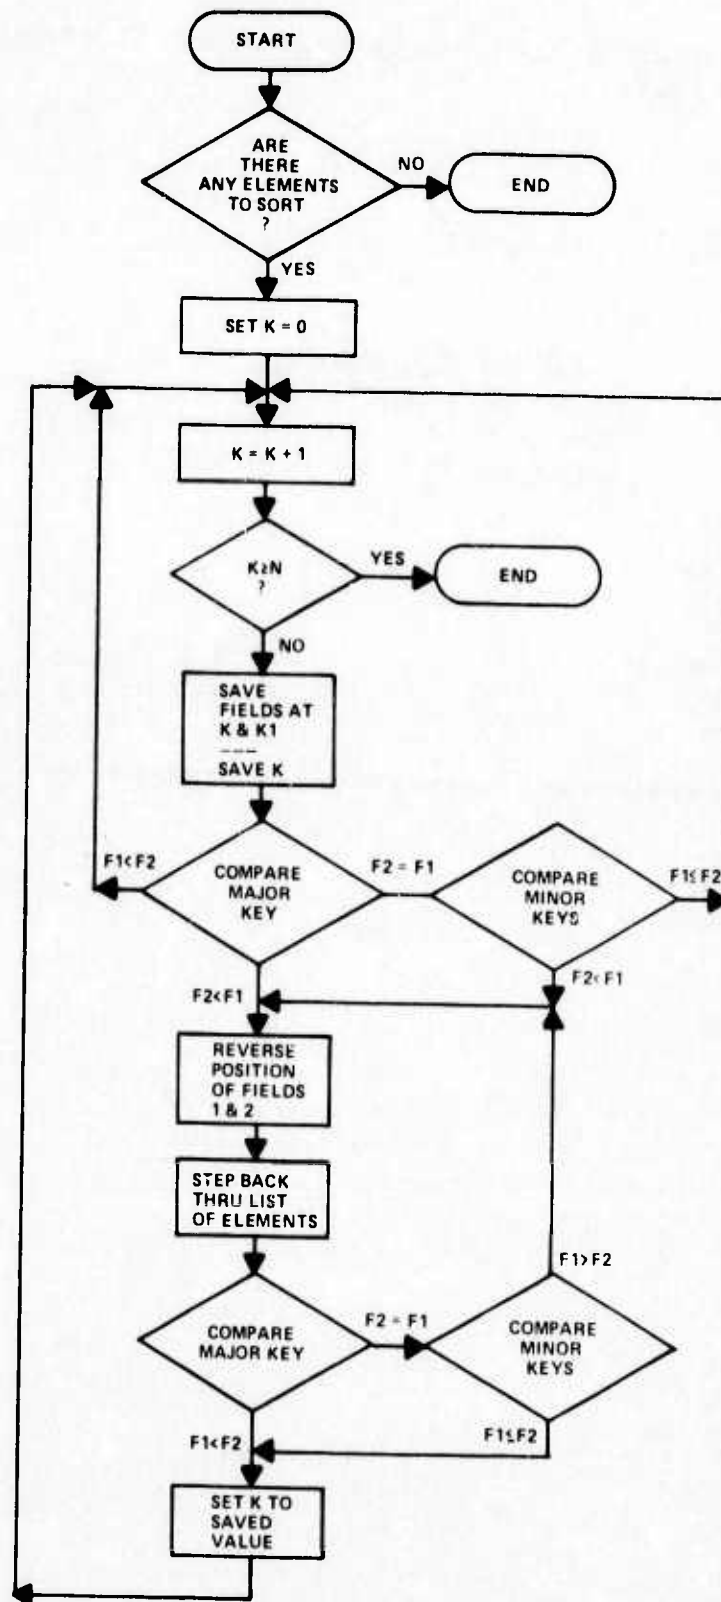 START
ARE
THERE
ANY ELEMENTS
TO SORT
?
NO
END
YES
SET K = 0
K = K + 1
K≥N
?
YES
END
NO
SAVE
FIELDS AT
K & K1
---
SAVE K
F1<F2
COMPARE
MAJOR
KEY
F2 = F1
COMPARE
MINOR
KEYS
F1≤F2
F2<F1
F2<F1
REVERSE
POSITION
OF FIELDS
1 & 2
STEP BACK
THRU LIST
OF ELEMENTS
F1>F2
COMPARE
MAJOR KEY
F2 = F1
COMPARE
MINOR
KEYS
F1<F2
F1≤F2
SET K TO
SAVED
VALUE